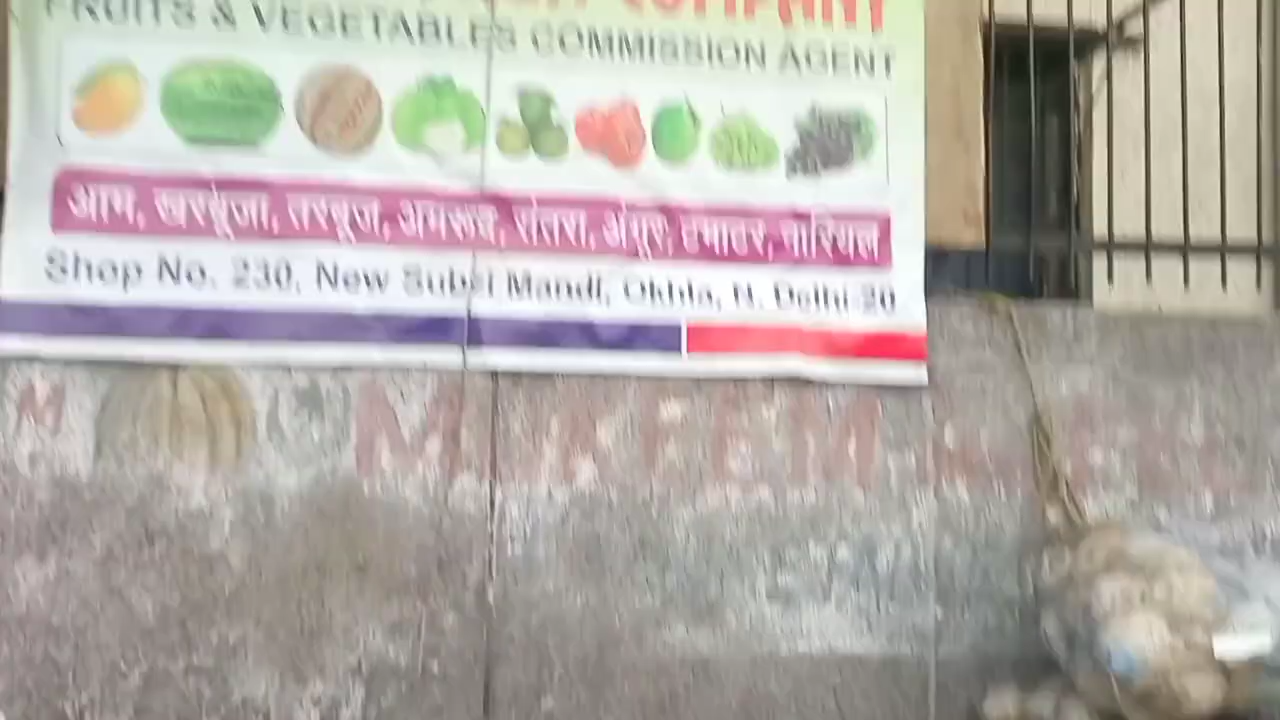 COMPANY
FRUITS & VEGETABLES COMMISSION AGENT
आम, खरबूजा, तरबूज, अमरूद, संतरा, अंगूर, टमाटर, नारियल
Shop No. 230, New Subzi Mandi, Okhla, N. Delhi-20